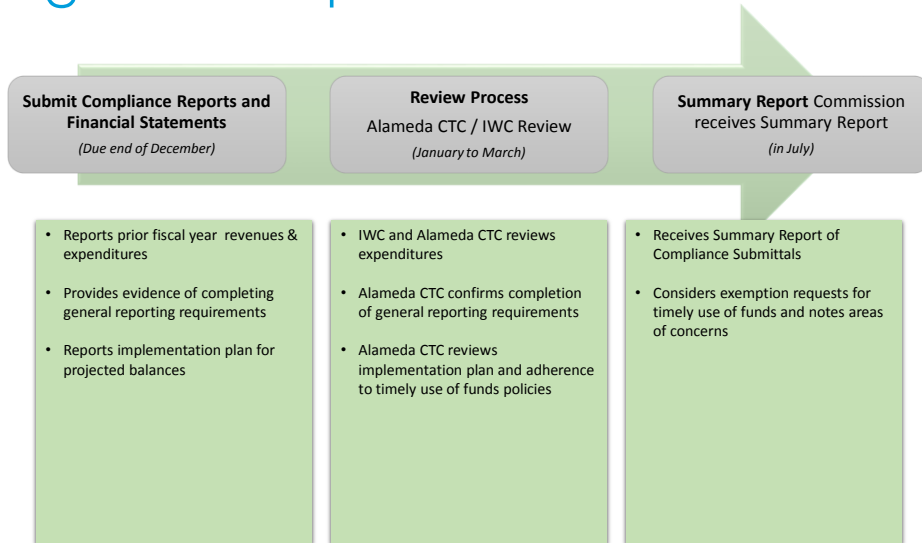 Submit Compliance Reports and
Financial Statements
(Due end of December)
Review Process
Alameda CTC / IWC Review
(January to March)
Summary Report Commission
receives Summary Report
(in July)
• Reports prior fiscal year revenues &
expenditures
• Provides evidence of completing
general reporting requirements
• Reports implementation plan for
projected balances
• IWC and Alameda CTC reviews
expenditures
• Alameda CTC confirms completion
of general reporting requirements
• Alameda CTC reviews
implementation plan and adherence
to timely use of funds policies
• Receives Summary Report of
Compliance Submittals
• Considers exemption requests for
timely use of funds and notes areas
of concerns